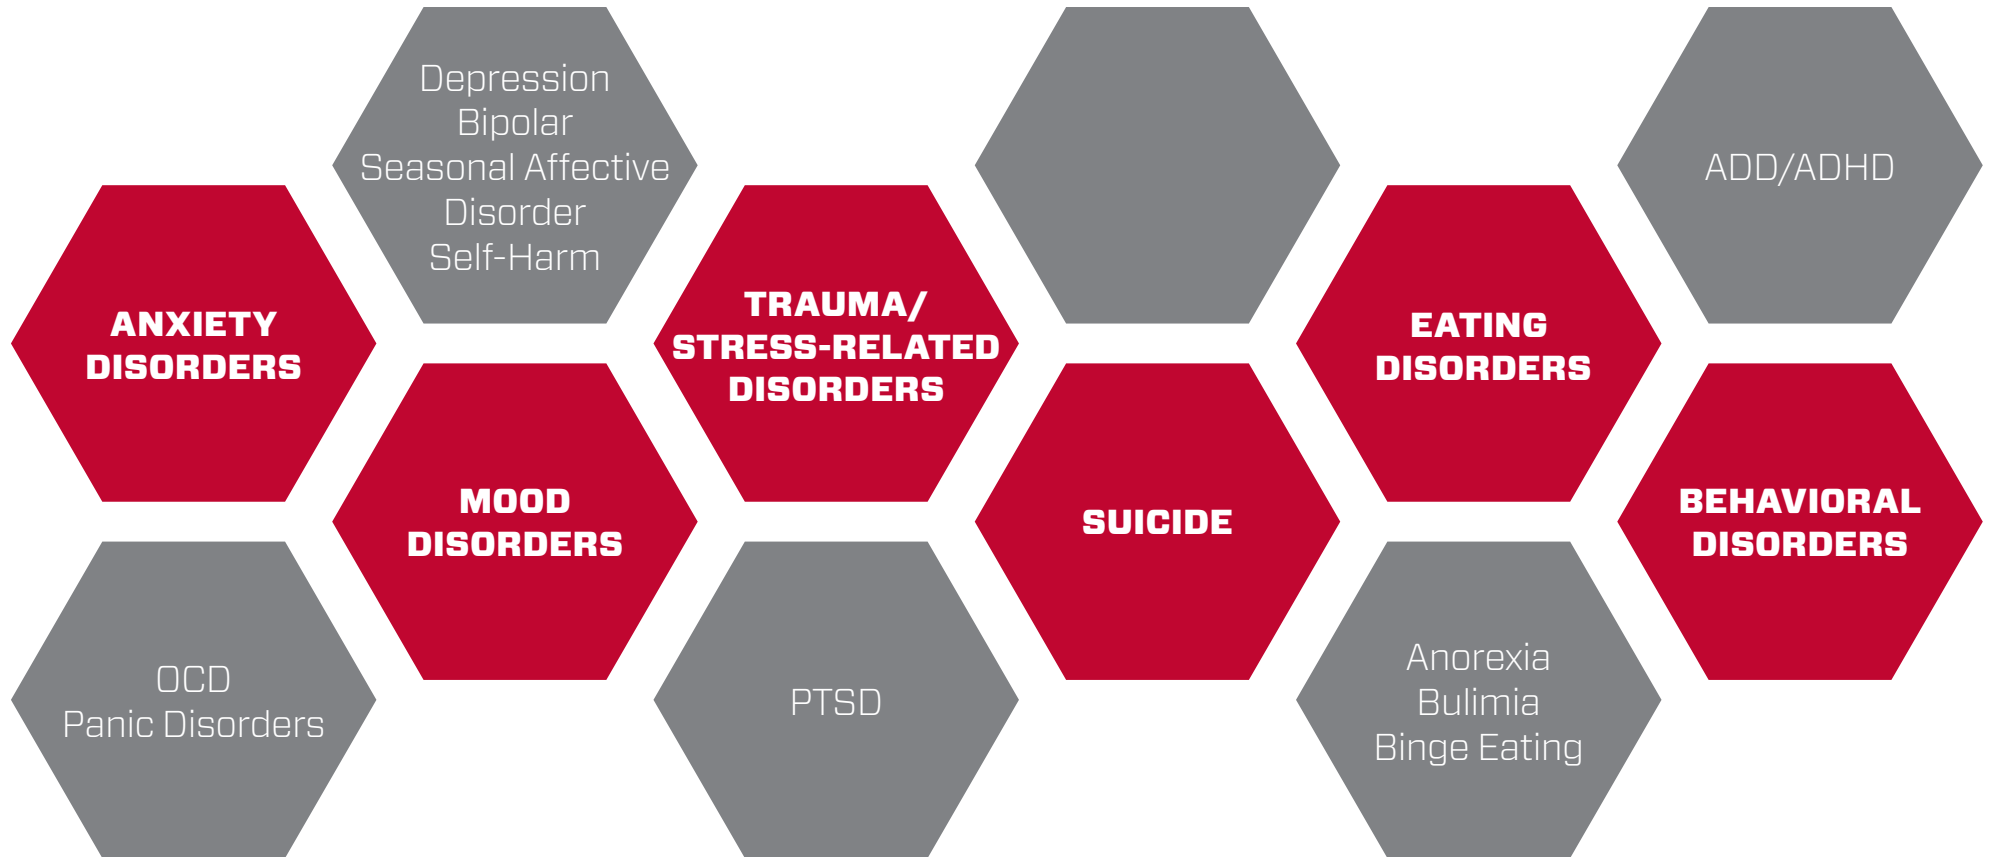 Depression
Bipolar
Seasonal Affective
Disorder
Self-Harm
ADD/ADHD
ANXIETY
DISORDERS
TRAUMA/
STRESS-RELATED
DISORDERS
EATING
DISORDERS
MOOD
DISORDERS
SUICIDE
BEHAVIORAL
DISORDERS
OCD
Panic Disorders
PTSD
Anorexia
Bulimia
Binge Eating